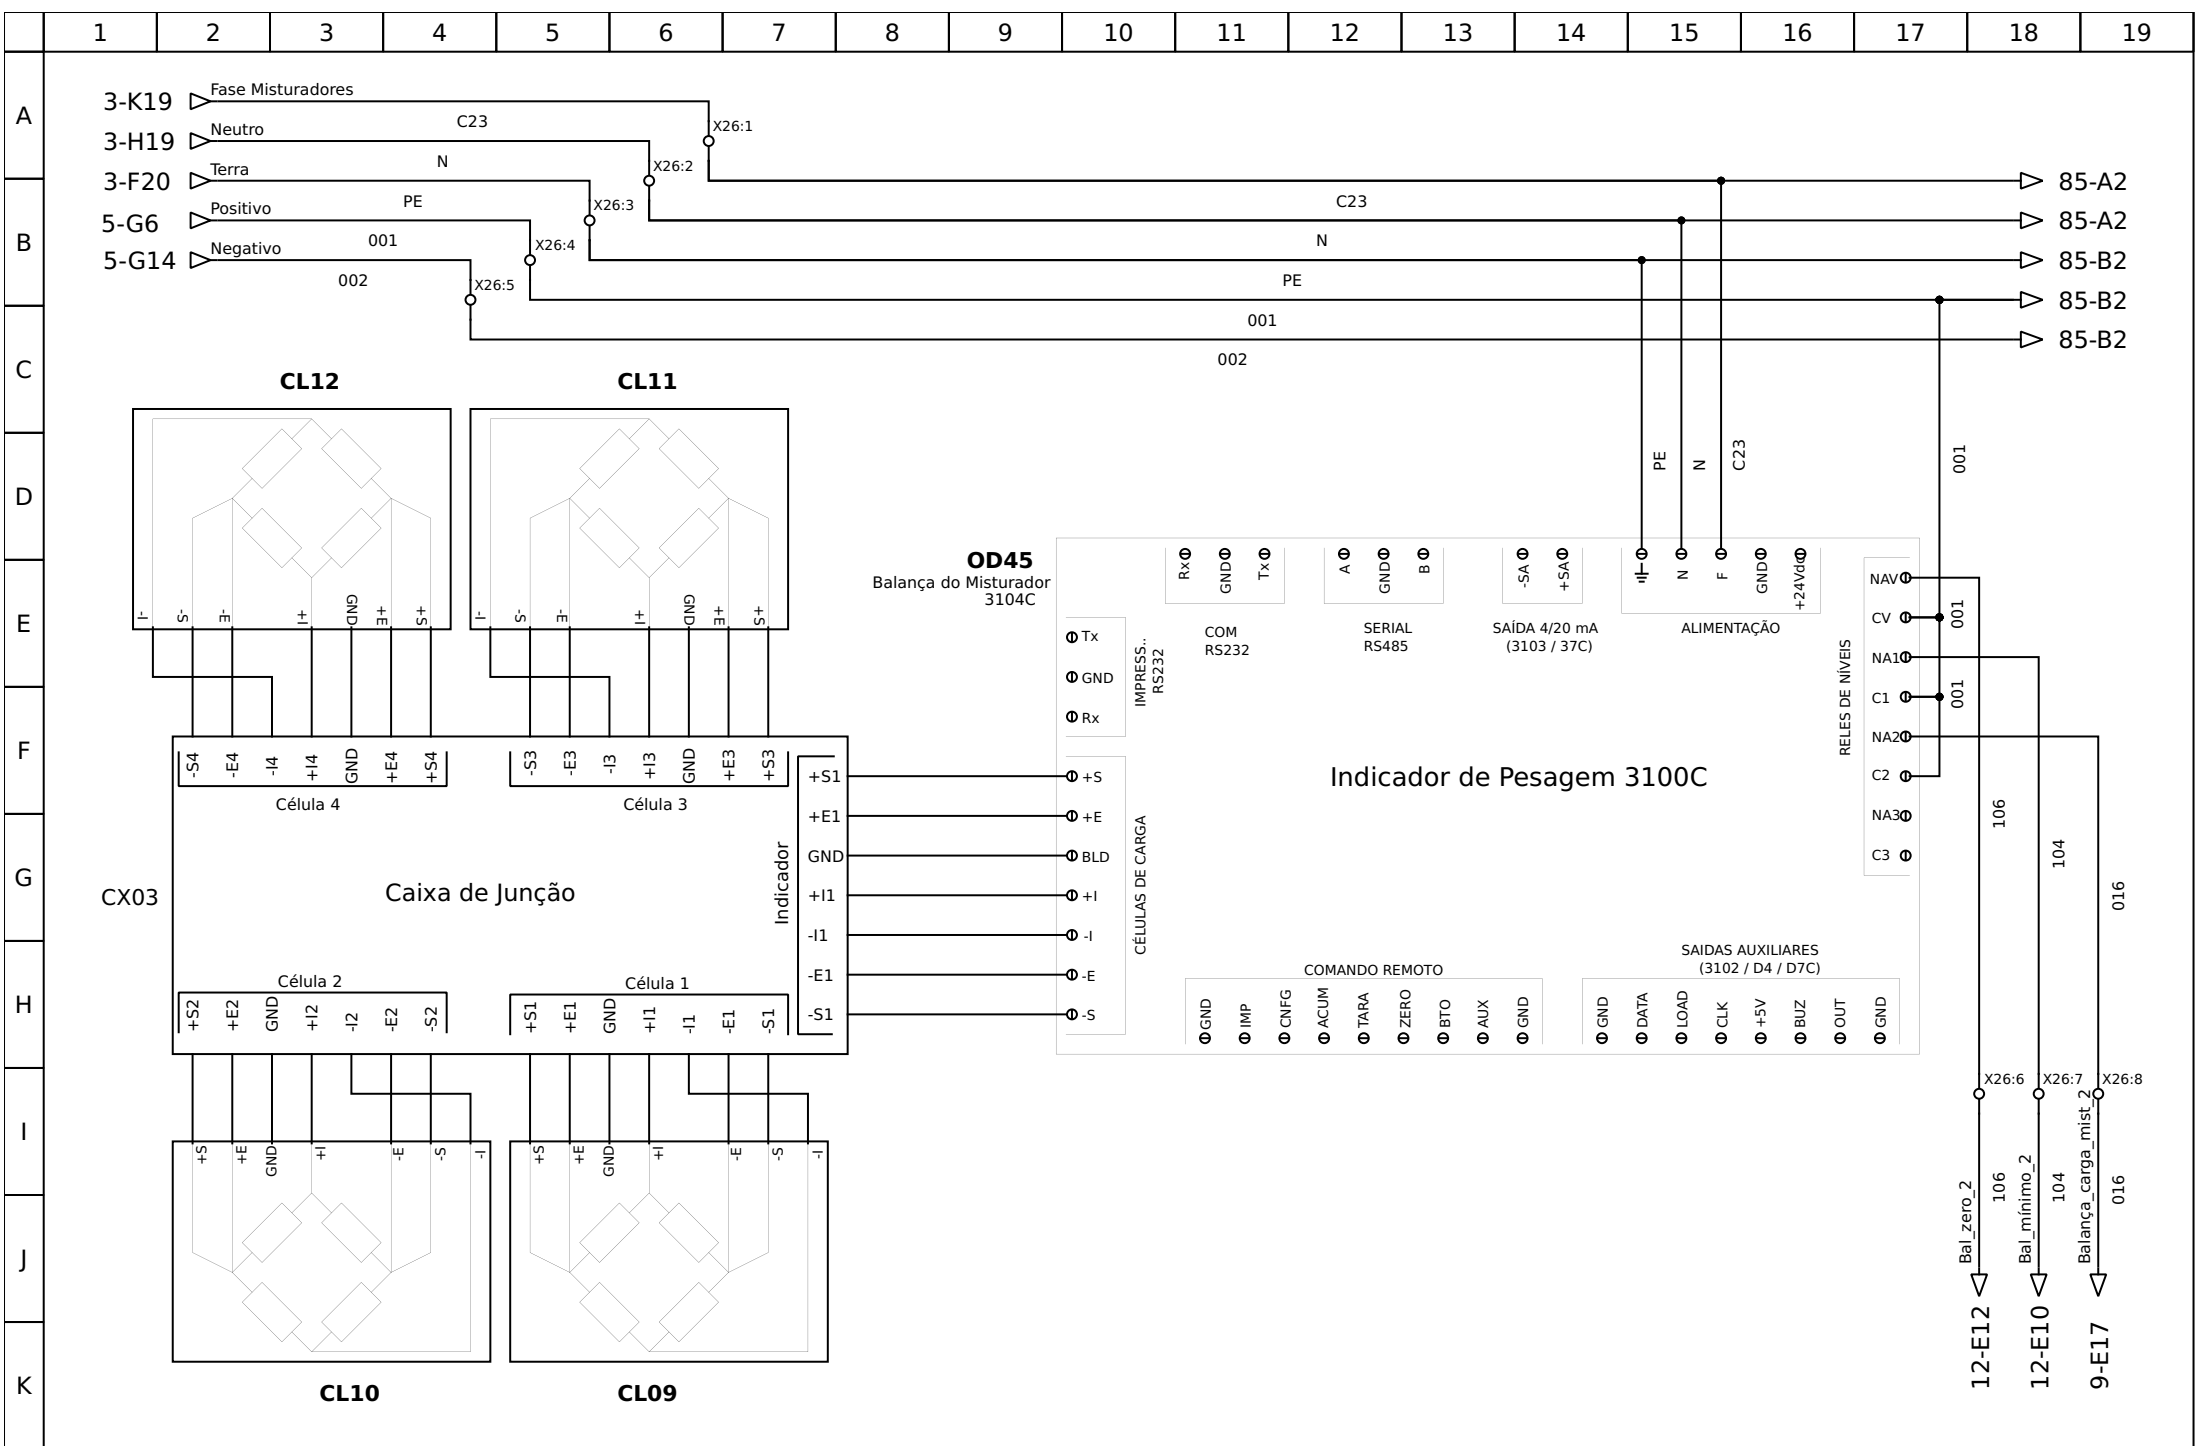 1 2 3 4 5 6 7 8 9 10 11 12 13 14 15 16 17 18 19
A
B
C
D
E
F
G
H
I
J
K
3-K19 Fase Misturadores
C23
X26:1
3-H19 Neutro
N
X26:2
3-F20 Terra
PE
X26:3
5-G6 Positivo
001
X26:4
5-G14 Negativo
002
X26:5
C23
N
PE
001
002
85-A2
85-A2
85-B2
85-B2
85-B2
CL12
-I -S -E +I GND +E +S
CL11
-I -S -E +I GND +E +S
PE N C23
001
001
001
OD45
Balança do Misturador
3104C
Rx GND Tx
COM
RS232
A GND B
SERIAL
RS485
-SA +SA
SAÍDA 4/20 mA
(3103 / 37C)
N F GND +24Vdc
ALIMENTAÇÃO
Tx
GND
Rx
IMPRESS..
RS232
NAV
CV
NA1
C1
NA2
C2
NA3
C3
RELES DE NÍVEIS
Indicador de Pesagem 3100C
+S
+E
BLD
+I
-I
-E
-S
CÉLULAS DE CARGA
COMANDO REMOTO
GND IMP CNFG ACUM TARA ZERO BTO AUX GND
SAIDAS AUXILIARES
(3102 / D4 / D7C)
GND DATA LOAD CLK +5V BUZ OUT GND
-S4 -E4 -I4 +I4 GND +E4 +S4
Célula 4
-S3 -E3 -I3 +I3 GND +E3 +S3
Célula 3
CX03
Caixa de Junção
Indicador
+S1
+E1
GND
+I1
-I1
-E1
-S1
Célula 2
+S2 +E2 GND +I2 -I2 -E2 -S2
Célula 1
+S1 +E1 GND +I1 -I1 -E1 -S1
+S +E GND +I -E -S -I
CL10
+S +E GND +I -E -S -I
CL09
106
104
016
X26:6
X26:7
X26:8
Bal_zero_2
106
Bal_mínimo_2
104
Balança_carga_mist_2
016
12-E12
12-E10
9-E17